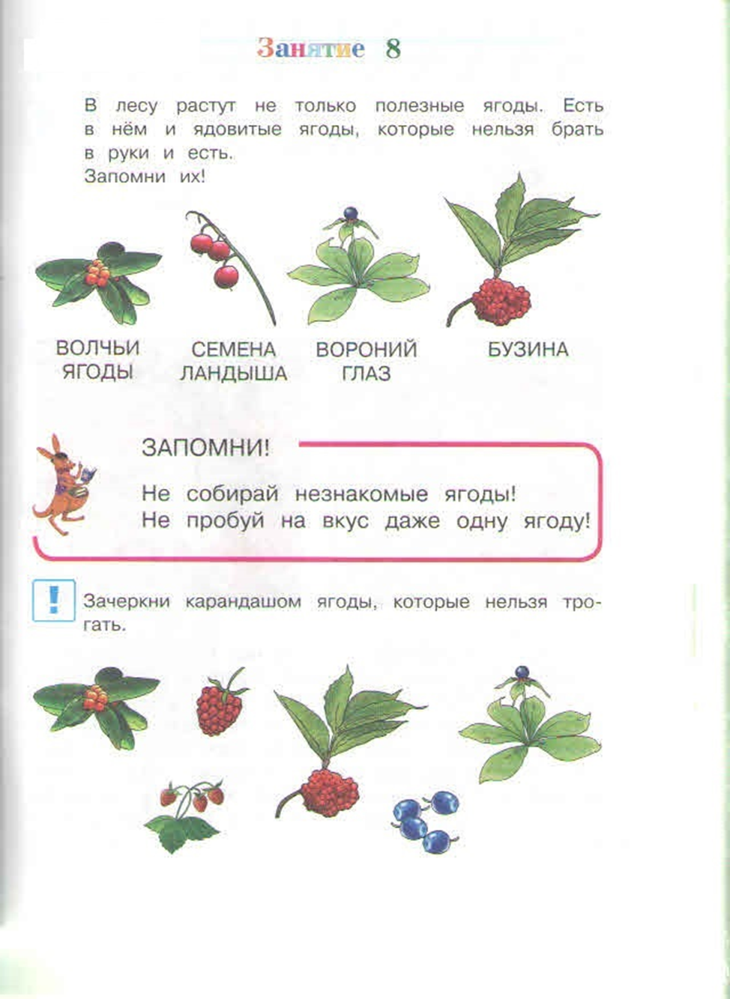 Занятие 8
В лесу растут не только полезные ягоды. Есть
в нём и ядовитые ягоды, которые нельзя брать
в руки и есть.
Запомни их!
ВОЛЧЬИ
ЯГОДЫ
СЕМЕНА
ЛАНДЫША
ВОРОНИЙ
ГЛАЗ
БУЗИНА
ЗАПОМНИ!
Не собирай незнакомые ягоды!
Не пробуй на вкус даже одну ягоду!
! Зачеркни карандашом ягоды, которые нельзя тро-
гать.